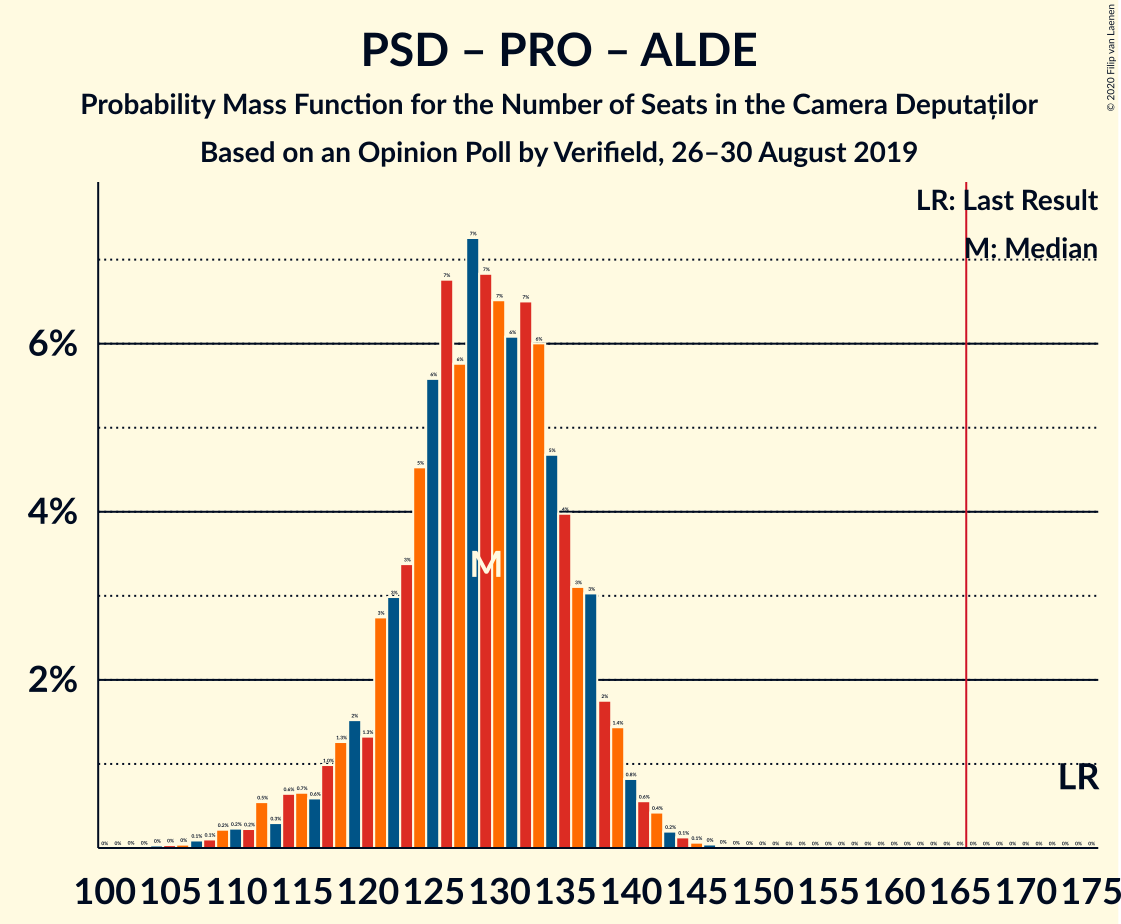 PSD – PRO – ALDE
Probability Mass Function for the Number of Seats in the Camera Deputaților
Based on an Opinion Poll by Verifield, 26–30 August 2019
© 2020 Filip van Laenen
LR: Last Result
M: Median
6%
4%
2%
0% 0% 0% 0% 0% 0% 0% 0.1% 0.1% 0.2% 0.2% 0.2% 0.5% 0.3% 0.6% 0.7% 0.6% 1.0% 1.3% 2% 1.3% 3% 3% 3% 5% 6% 7% 6% 7% 7% 7% 6% 7% 6% 5% 4% 3% 3% 2% 1.4% 0.8% 0.6% 0.4% 0.2% 0.1% 0.1% 0% 0% 0% 0% 0% 0% 0% 0% 0% 0% 0% 0% 0% 0% 0% 0% 0% 0% 0% 0% 0% 0% 0% 0% 0% 0% 0% 0% 0% 0%
M
LR
100 105 110 115 120 125 130 135 140 145 150 155 160 165 170 175